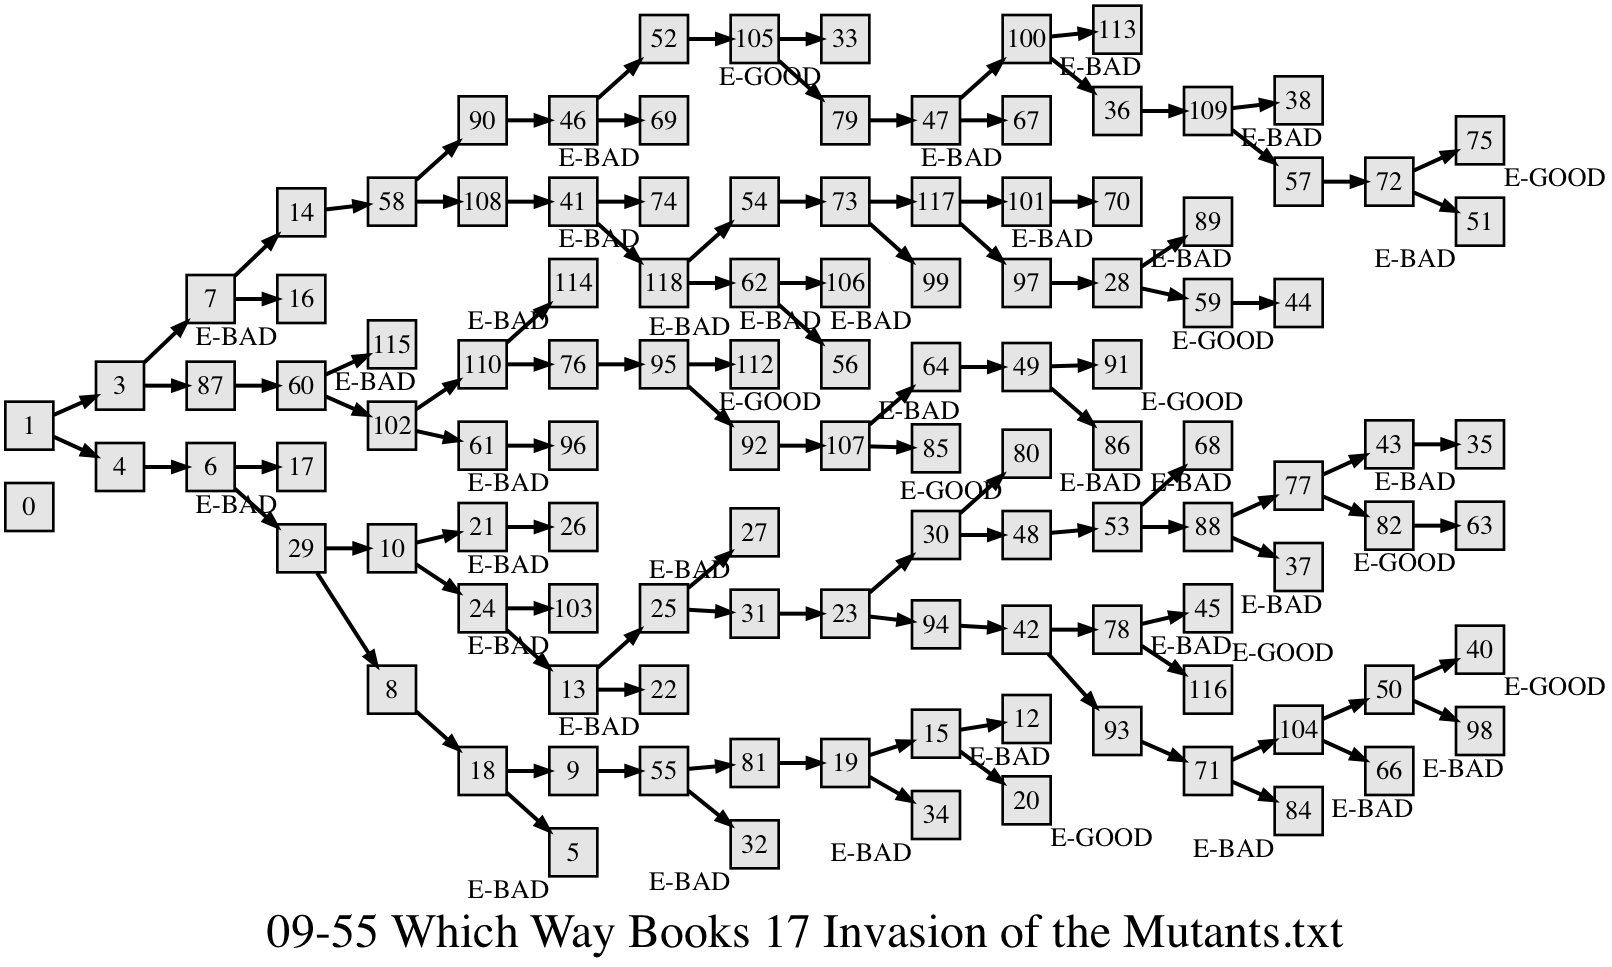 113
52
105
33
100
E-GOOD
E-BAD
38
90
46
69
79
47
67
36
109
E-BAD
75
E-BAD
E-BAD
57
72
E-GOOD
14
58
108
41
74
54
73
117
101
70
89
51
E-BAD
E-BAD
E-BAD
E-BAD
7
16
114
118
62
106
99
97
28
59
44
E-BAD
E-BAD
E-BAD
E-BAD
E-BAD
E-GOOD
115
3
87
60
110
76
95
112
56
64
49
91
E-BAD
E-GOOD
E-BAD
E-GOOD
1
102
61
96
92
107
85
80
86
68
43
35
4
6
17
E-BAD
E-GOOD
E-BAD
E-BAD
E-BAD
77
0
E-BAD
21
26
27
30
48
53
88
82
63
29
10
E-BAD
E-BAD
37
E-GOOD
24
103
25
31
23
94
42
78
45
E-BAD
E-BAD
E-BAD
E-GOOD
8
13
22
116
40
E-BAD
50
E-GOOD
15
12
93
104
98
18
9
55
81
19
E-BAD
71
66
E-BAD
34
20
84
E-BAD
5
32
E-BAD
E-GOOD
E-BAD
E-BAD
E-BAD
09-55 Which Way Books 17 Invasion of the Mutants.txt